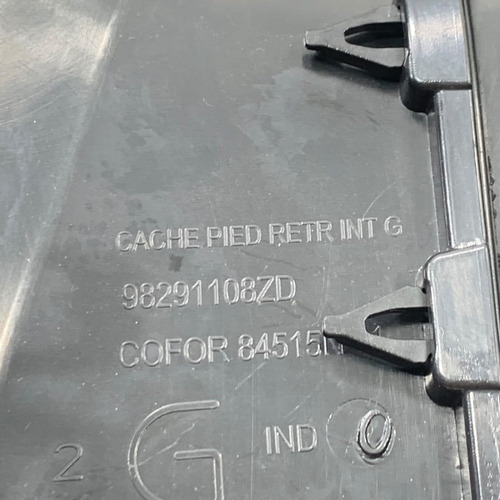 CACHE PIED RETR INT G
98291108ZD
COFOR 84515
2 G IND 0